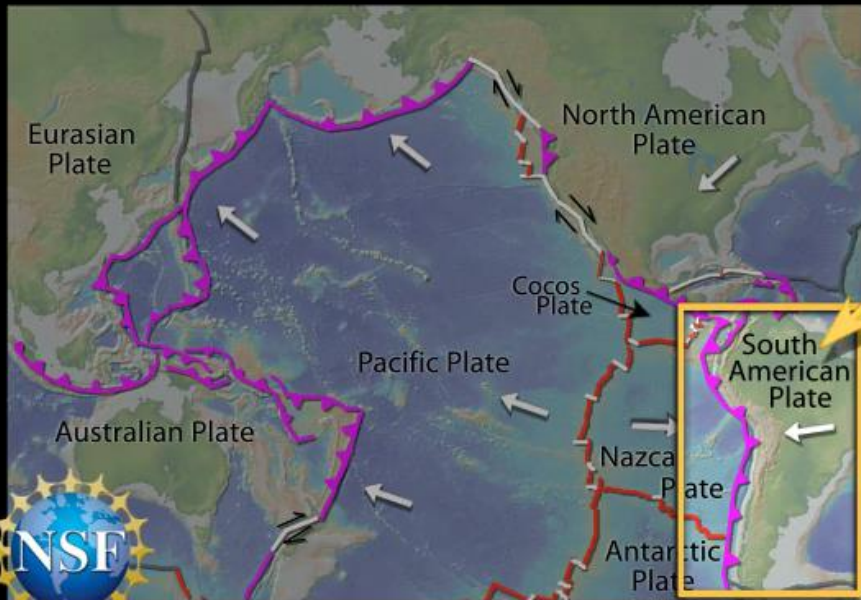 Eurasian
Plate
North American
Plate
Cocos
Plate
South
American
Plate
Pacific Plate
Australian Plate
Nazca
Plate
Antarctic
Plate
NSF